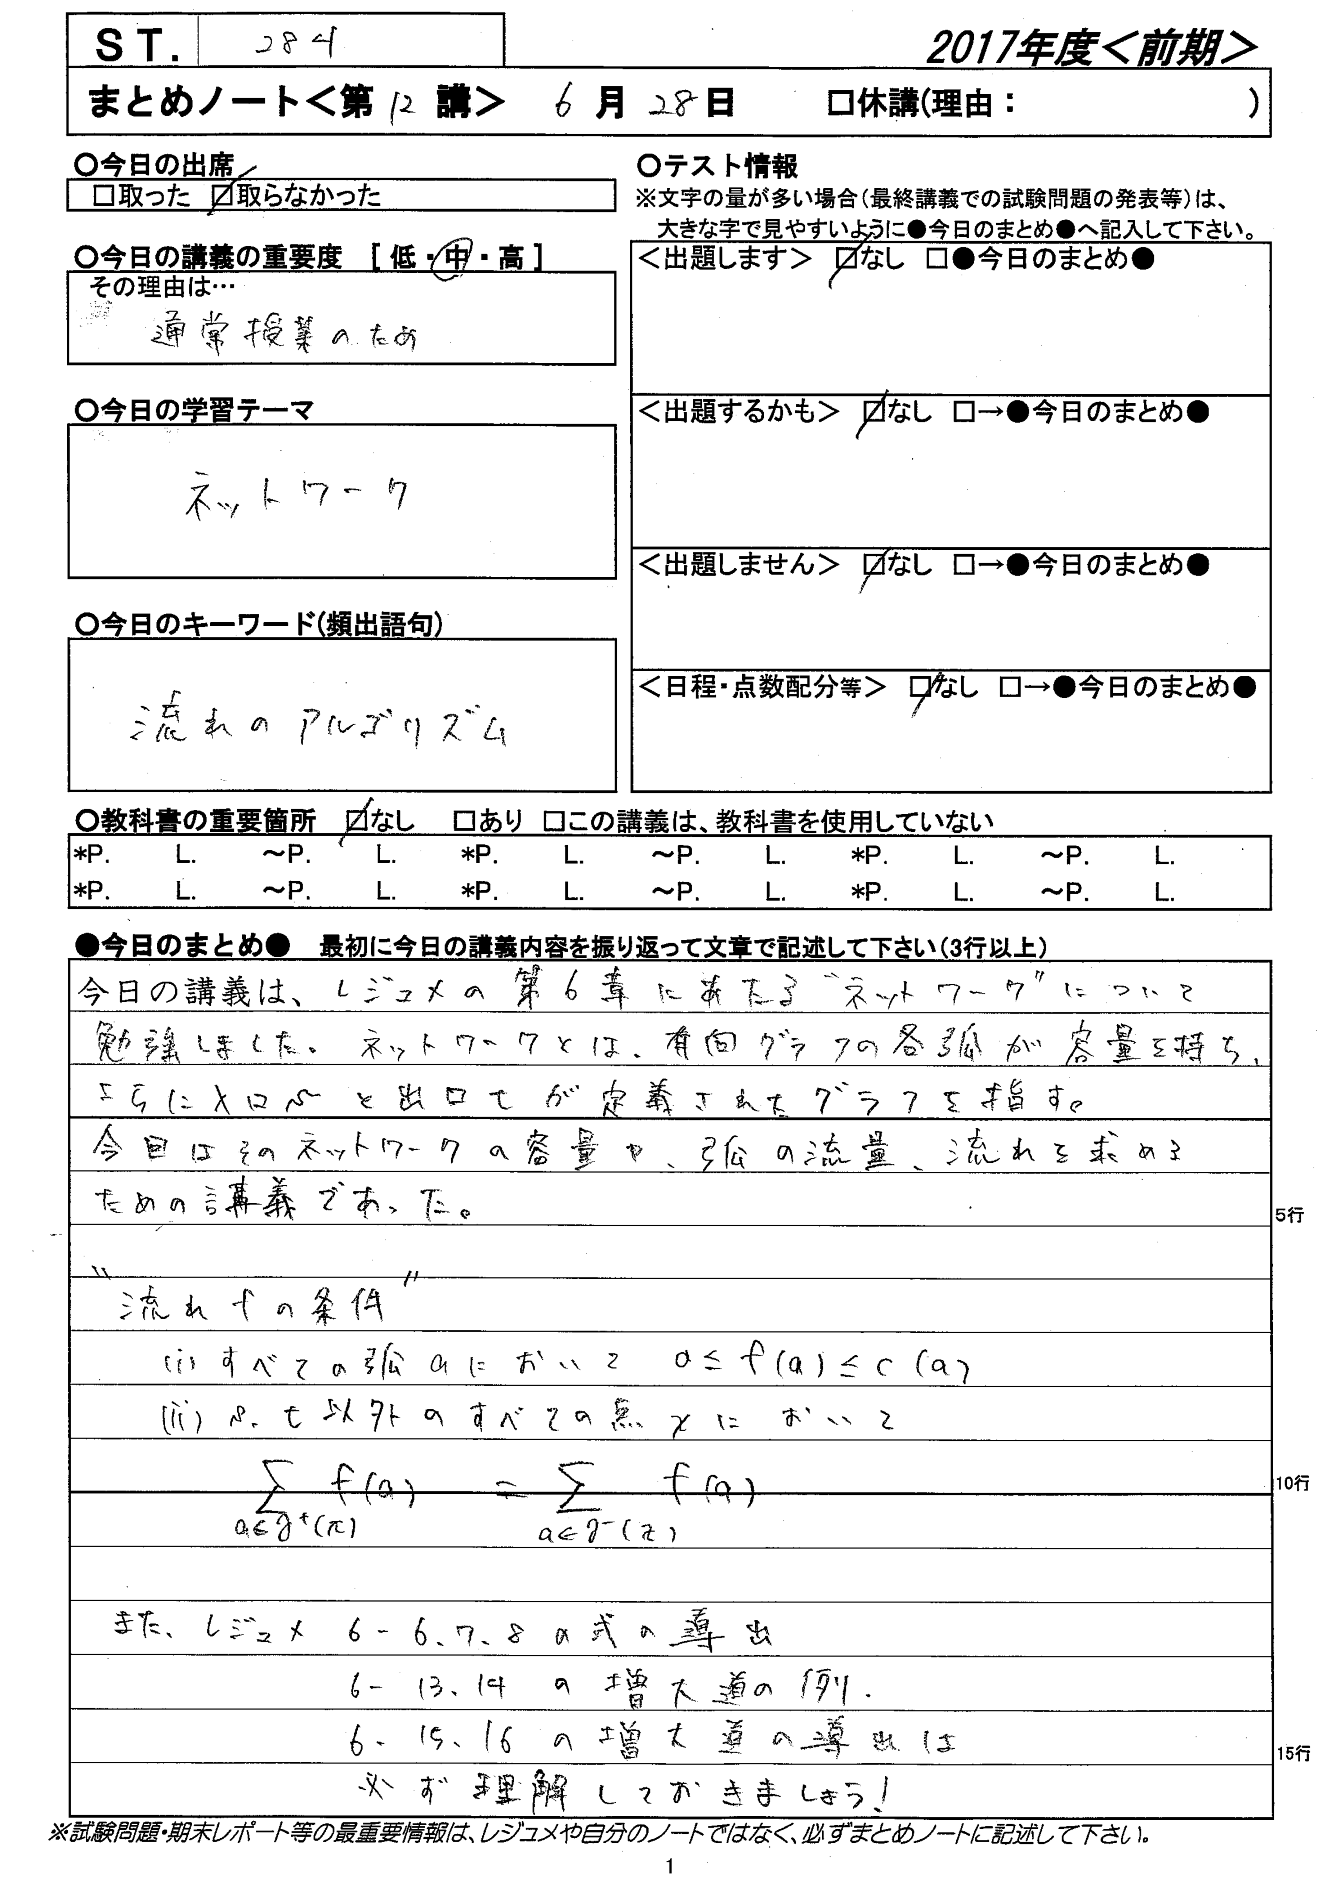 ST. 284
2017年度＜前期＞
まとめノート＜第 12 講＞ 6 月 28日 □休講(理由： )
○今日の出席
□取った ☑取らなかった
○今日の講義の重要度 [ 低・中・高 ]
その理由は…
通常授業のため
○今日の学習テーマ
ネットワーク
○今日のキーワード(頻出語句)
流れのアルゴリズム
○テスト情報
※文字の量が多い場合(最終講義での試験問題の発表等)は、
大きな字で見やすいように●今日のまとめ●へ記入して下さい。
＜出題します＞ ☑なし □●今日のまとめ●
＜出題するかも＞ ☑なし □→●今日のまとめ●
＜出題しません＞ ☑なし □→●今日のまとめ●
＜日程・点数配分等＞ ☑なし □→●今日のまとめ●
○教科書の重要箇所 ☑なし □あり □この講義は、教科書を使用していない
*P. L. ～P. L. *P. L. ～P. L. *P. L. ～P. L.
*P. L. ～P. L. *P. L. ～P. L. *P. L. ～P. L.
●今日のまとめ● 最初に今日の講義内容を振り返って文章で記述して下さい(3行以上)
今日の講義は、レジュメの第6章にあたる"ネットワーク"について
勉強しました。ネットワークとは、有向グラフの各弧が容量を持ち、
さらに入口sと出口tが定義されたグラフを指す。
今回はそのネットワークの容量や、弧の流量、流れを求める
ための講義であった。
5行
"流れfの条件"
(i) すべての弧aにおいて 0≤f(a)≤c(a)
(ii) s、t以外のすべての点xにおいて
∑ f(a) = ∑ f(a)
10行
a∈∂⁺(x) a∈∂⁻(x)
また、レジュメ 6-6、7、8の式の導出
6-13、14 の増大道の例.
6-15、16の増大道の導出は
15行
必ず理解しておきましょう!
※試験問題・期末レポート等の最重要情報は、レジュメや自分のノートではなく、必ずまとめノートに記述して下さい。
1